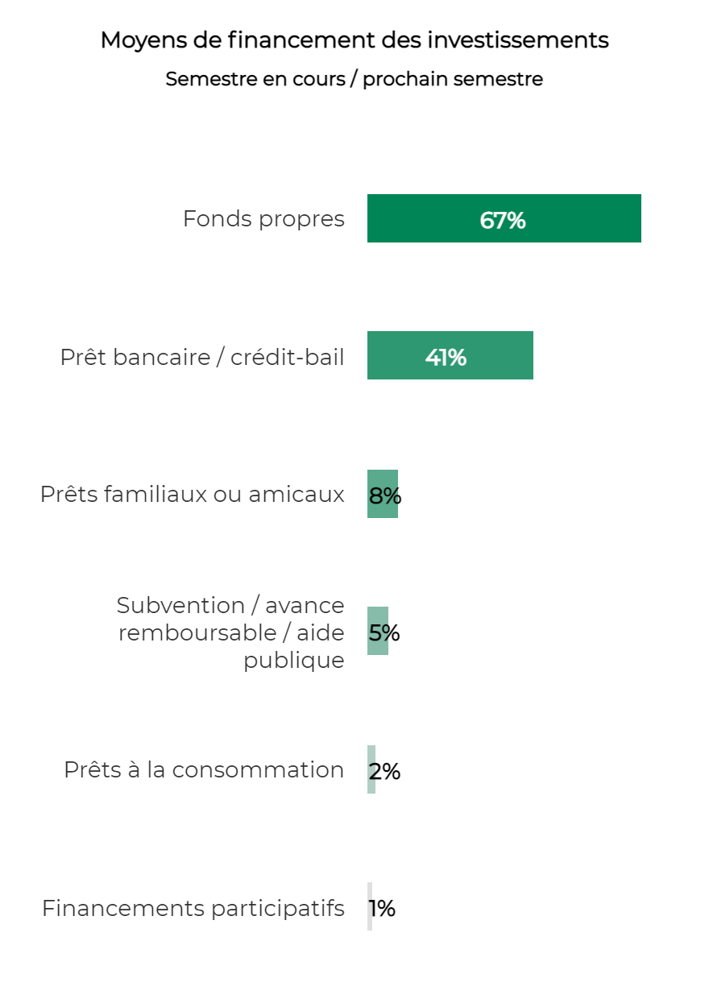 Moyens de financement des investissements
Semestre en cours / prochain semestre
Fonds propres
67%
Prêt bancaire / crédit-bail
41%
Prêts familiaux ou amicaux
8%
Subvention / avance
remboursable / aide
publique
5%
Prêts à la consommation
2%
Financements participatifs
1%